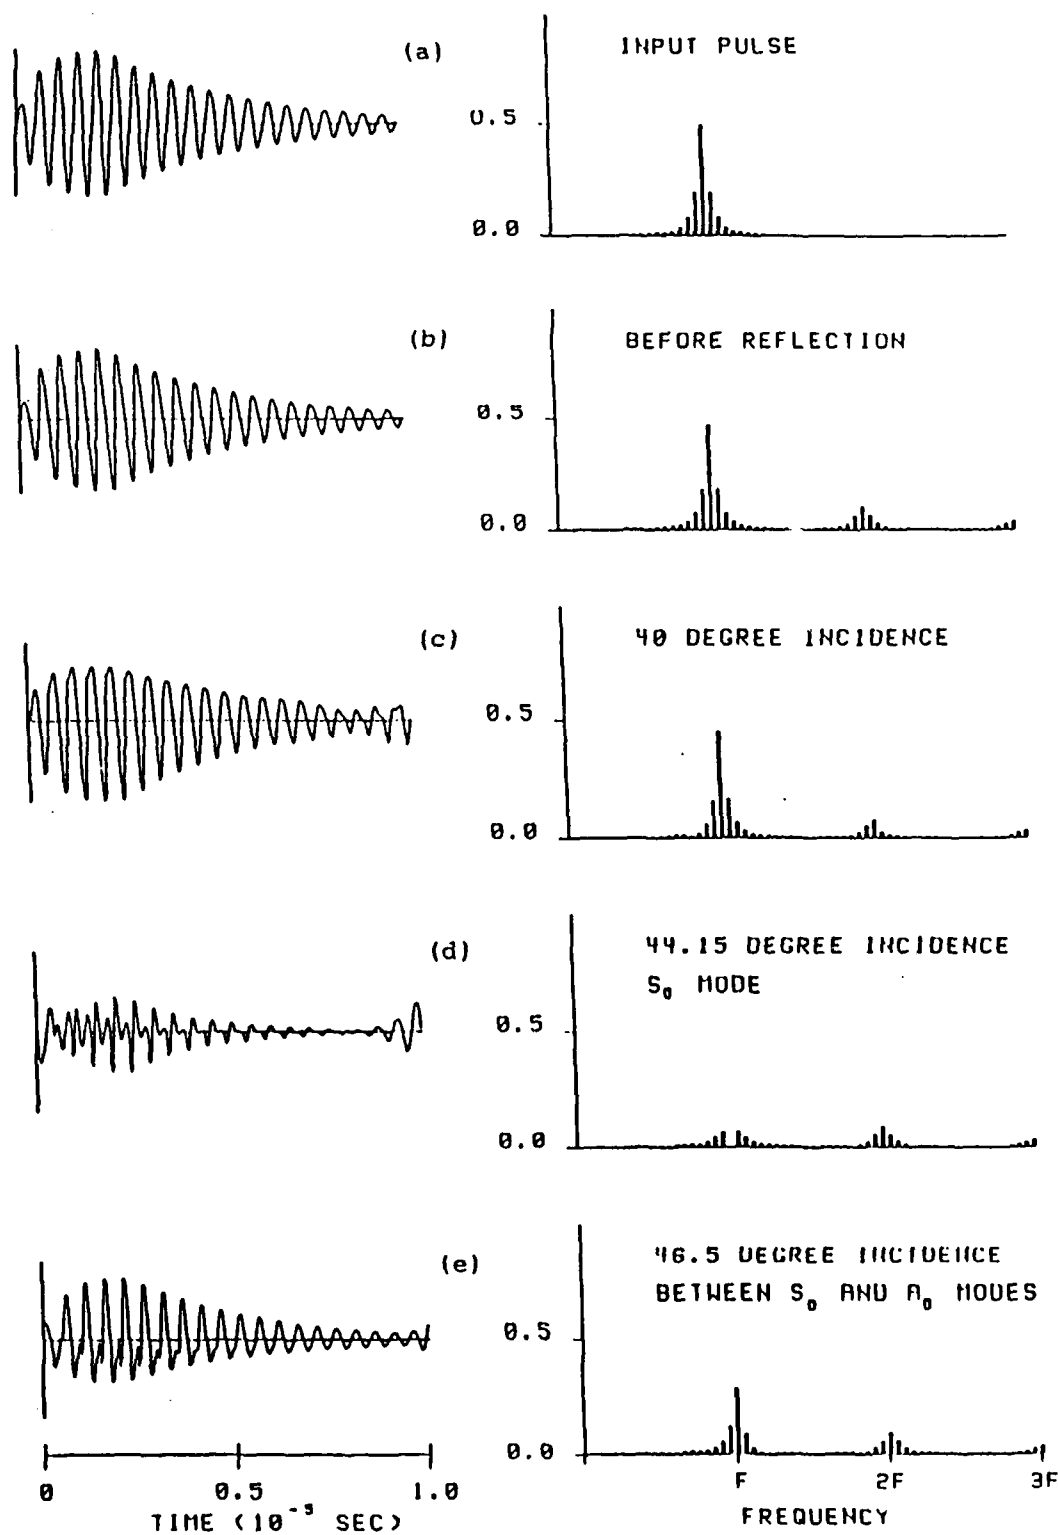 (a)
INPUT PULSE
0.5
0.0
(b)
BEFORE REFLECTION
0.5
0.0
(c)
40 DEGREE INCIDENCE
0.5
0.0
(d)
44.15 DEGREE INCIDENCE
S₀ MODE
0.5
0.0
(e)
46.5 DEGREE INCIDENCE
BETWEEN S₀ AND A₀ MODES
0.5
0.0
0 0.5 1.0
TIME (10⁻⁵ SEC)
F 2F 3F
FREQUENCY